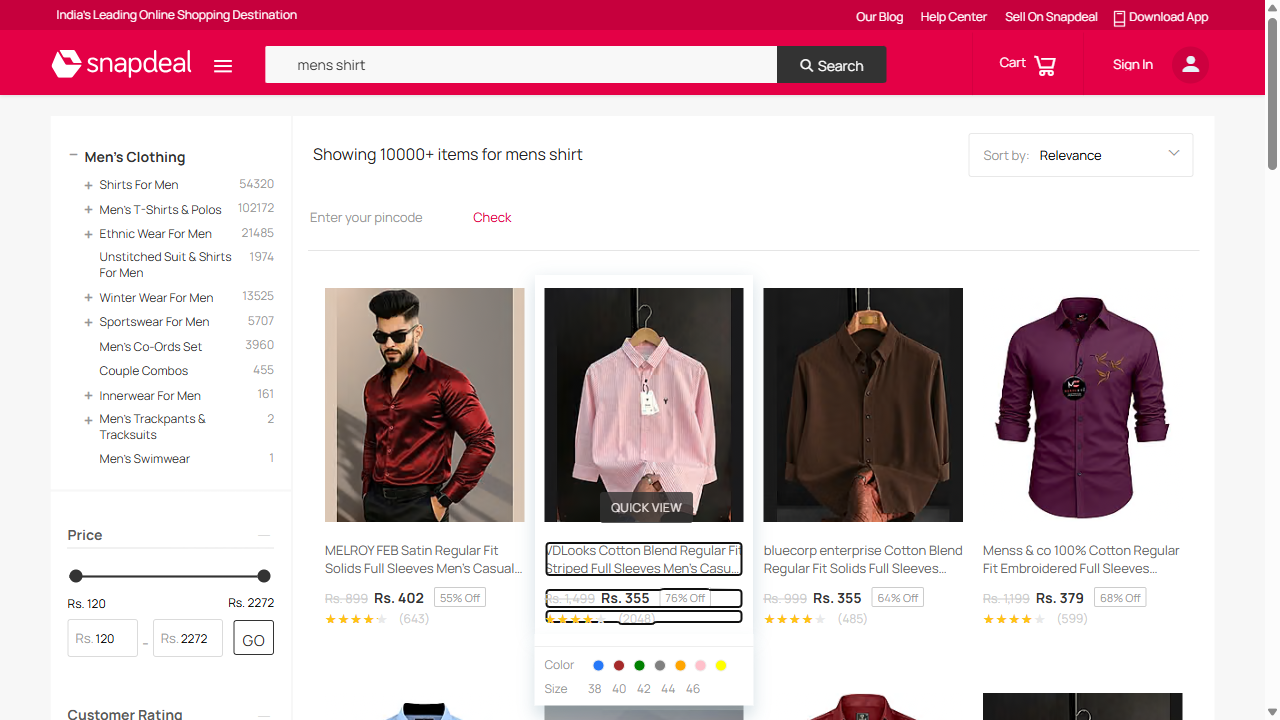 India's Leading Online Shopping Destination
Our Blog
Help Center
Sell On Snapdeal
Download App
snapdeal
mens shirt
Search
Cart
Sign In
Men's Clothing
Shirts For Men 54320
Men's T-Shirts & Polos 102172
Ethnic Wear For Men 21485
Unstitched Suit & Shirts 1974
For Men
Winter Wear For Men 13525
Sportswear For Men 5707
Men's Co-Ords Set 3960
Couple Combos 455
Innerwear For Men 161
Men's Trackpants & 2
Tracksuits
Men's Swimwear 1
Price
Rs. 120 Rs. 2272
Rs. 120 - Rs. 2272 GO
Customer Rating
Showing 10000+ items for mens shirt
Sort by: Relevance
Enter your pincode Check
MELROY FEB Satin Regular Fit
Solids Full Sleeves Men's Casual...
Rs. 899 Rs. 402 55% Off
(643)
QUICK VIEW
VDLooks Cotton Blend Regular Fit
Striped Full Sleeves Men's Casu...
Rs. 1,499 Rs. 355 76% Off
(2048)
Color
Size 38 40 42 44 46
bluecorp enterprise Cotton Blend
Regular Fit Solids Full Sleeves...
Rs. 999 Rs. 355 64% Off
(485)
Menss & co 100% Cotton Regular
Fit Embroidered Full Sleeves...
Rs. 1,199 Rs. 379 68% Off
(599)